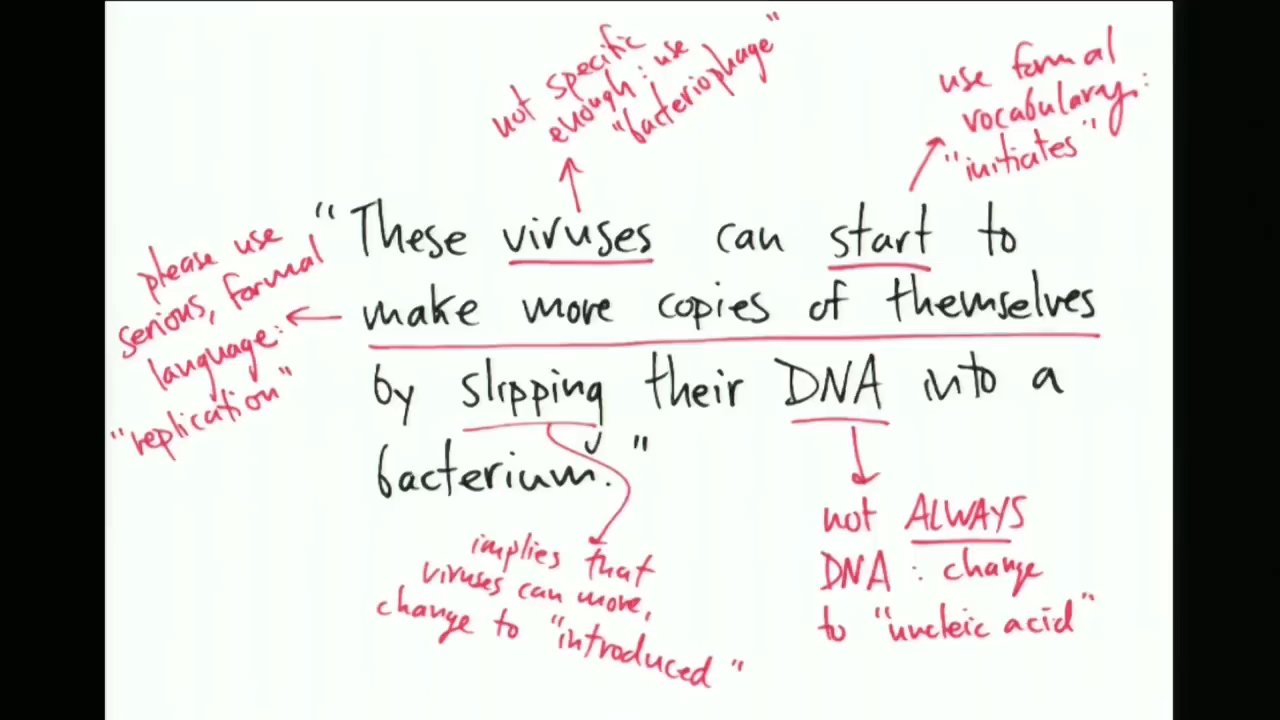 not specific
enough: use
"bacteriophage"
use formal
vocabulary:
"initiates"
please use
serious, formal
language:
"replication"
"These viruses can start to
make more copies of themselves
by slipping their DNA into a
bacterium."
implies that
viruses can more,
change to "introduced"
not ALWAYS
DNA: change
to "nucleic acid"